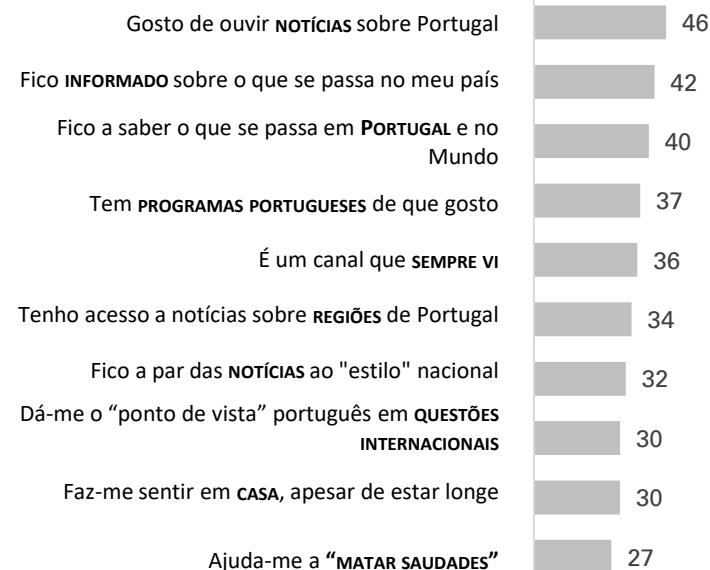 Gosto de ouvir NOTÍCIAS sobre Portugal 46
Fico INFORMADO sobre o que se passa no meu país 42
Fico a saber o que se passa em PORTUGAL e no
Mundo 40
Tem PROGRAMAS PORTUGUESES de que gosto 37
É um canal que SEMPRE VI 36
Tenho acesso a notícias sobre REGIÕES de Portugal 34
Fico a par das NOTÍCIAS ao "estilo" nacional 32
Dá-me o “ponto de vista” português em QUESTÕES
INTERNACIONAIS 30
Faz-me sentir em CASA, apesar de estar longe 30
Ajuda-me a “MATAR SAUDADES” 27